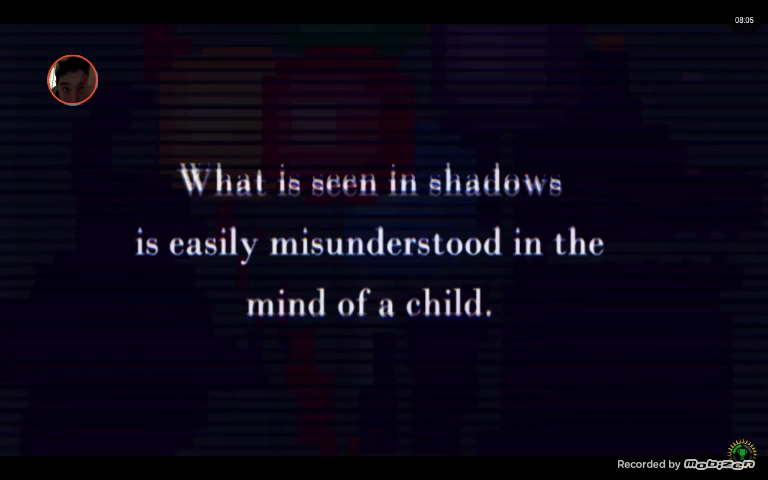 08:05
What is seen in shadows
is easily misunderstood in the
mind of a child.
Recorded by Mobizen